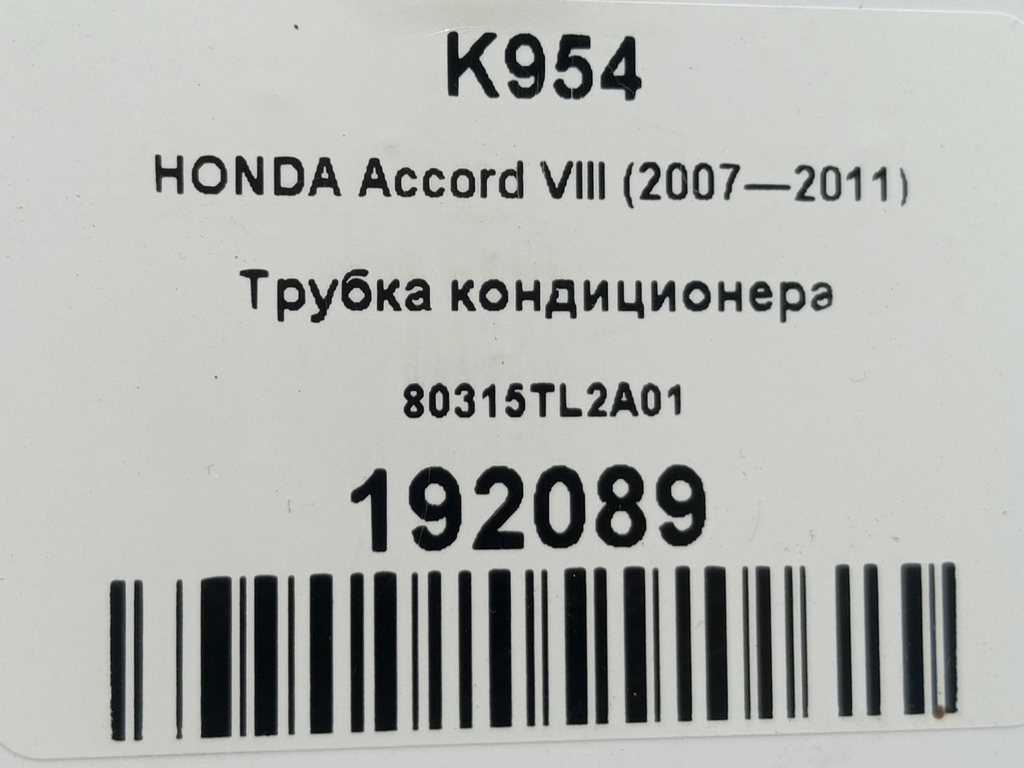 K954
HONDA Accord VIII (2007—2011)
Трубка кондиционера
80315TL2A01
192089